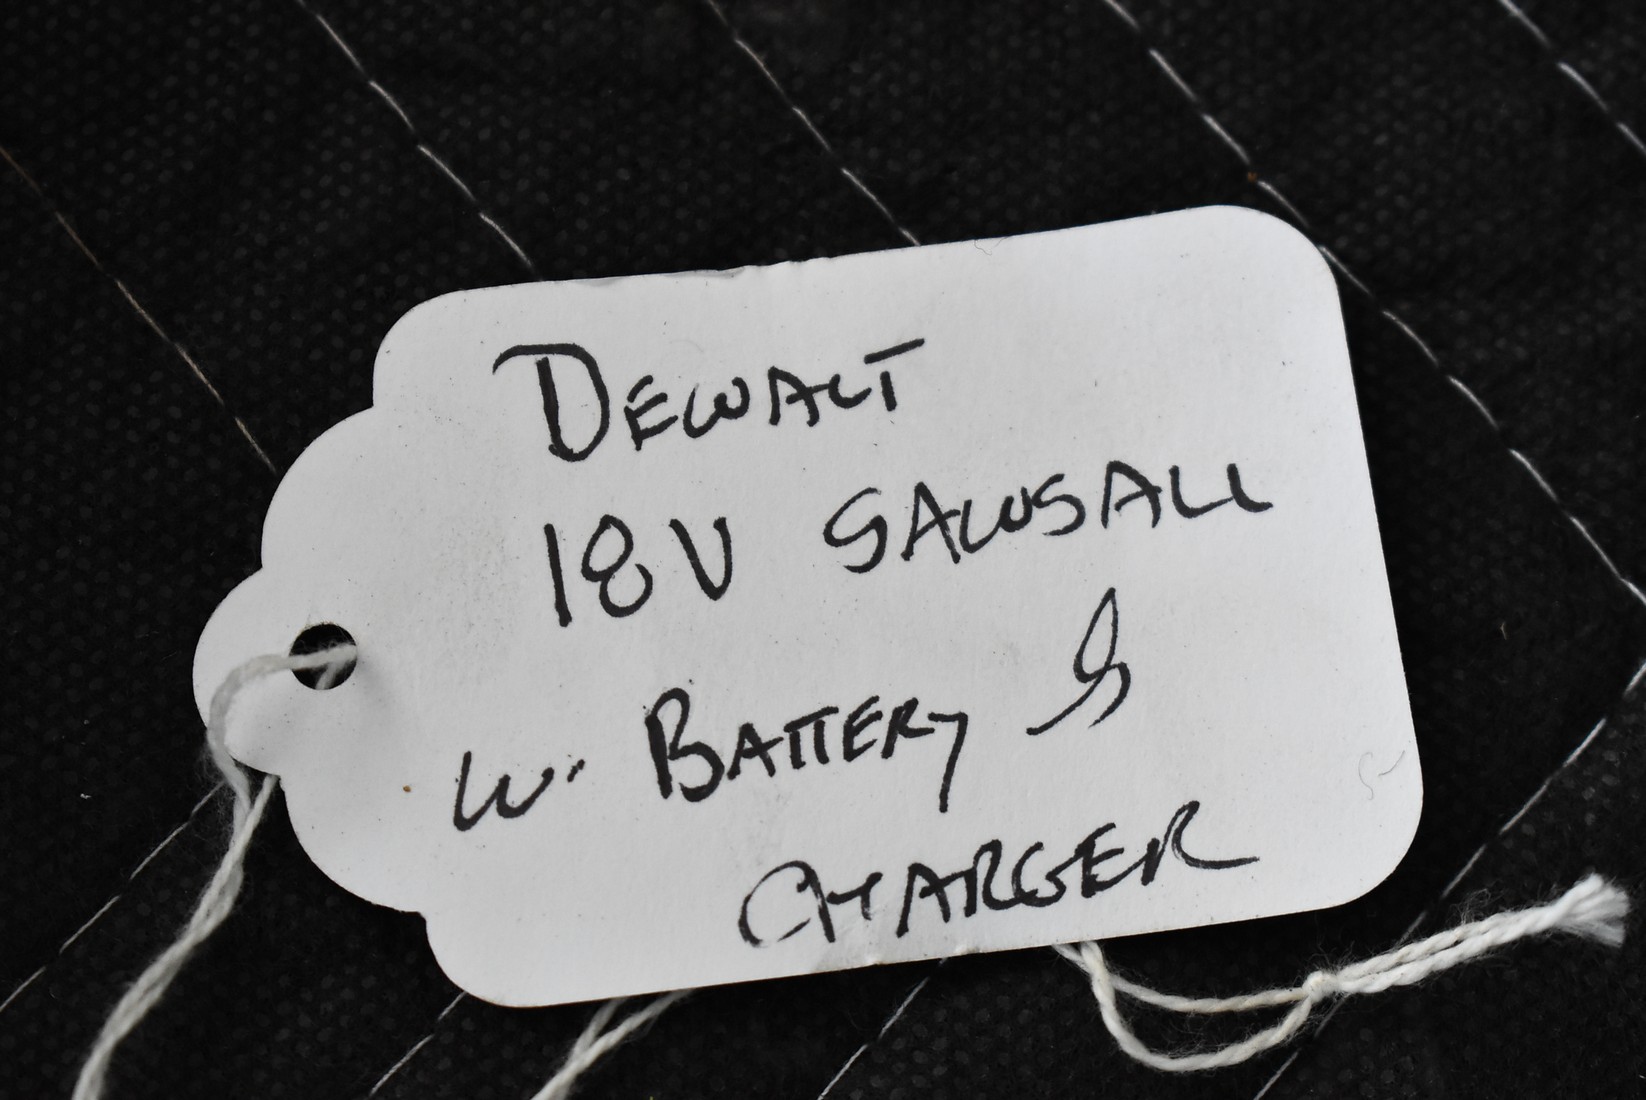 DEWALT
18V SAWSALL
W. BATTERY &
CHARGER